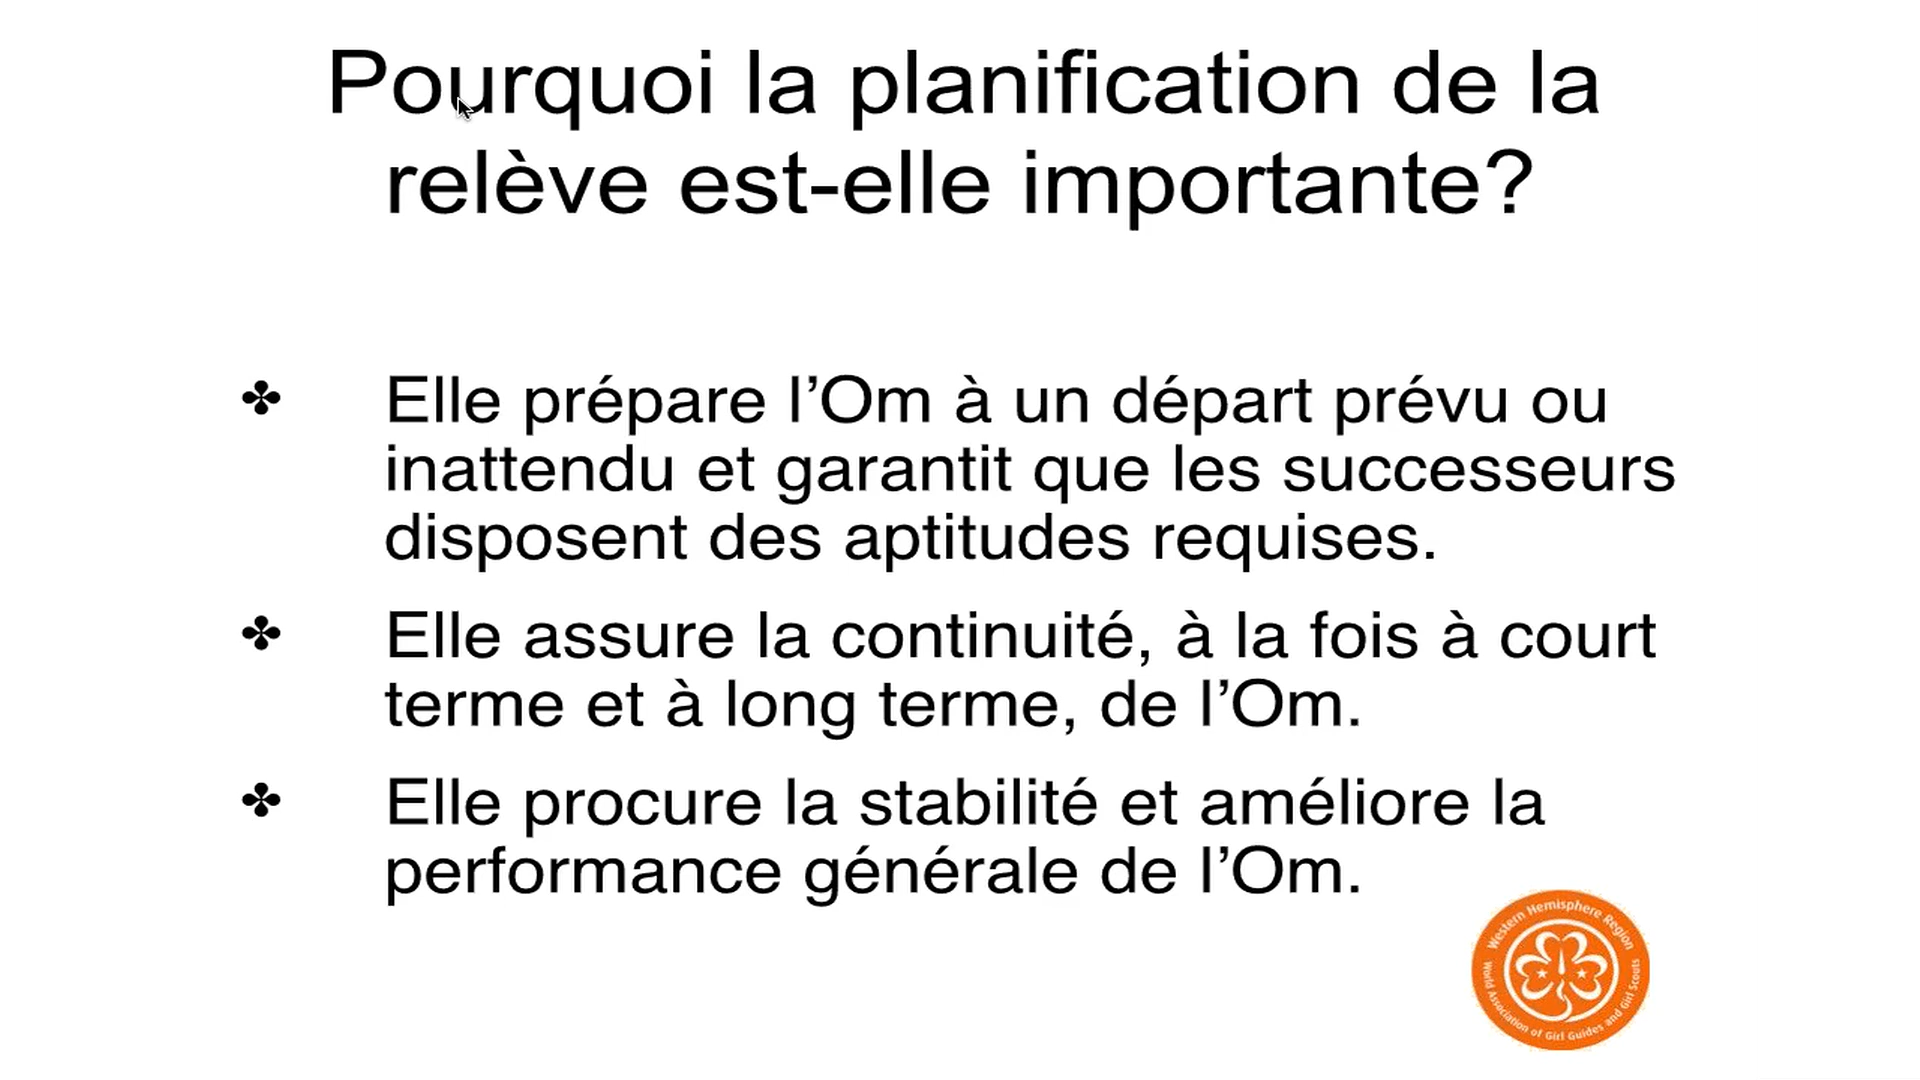 Pourquoi la planification de la
relève est-elle importante?
✤ Elle prépare l’Om à un départ prévu ou
inattendu et garantit que les successeurs
disposent des aptitudes requises.
✤ Elle assure la continuité, à la fois à court
terme et à long terme, de l’Om.
✤ Elle procure la stabilité et améliore la
performance générale de l’Om.
Western Hemisphere Region
World Association of Girl Guides and Girl Scouts